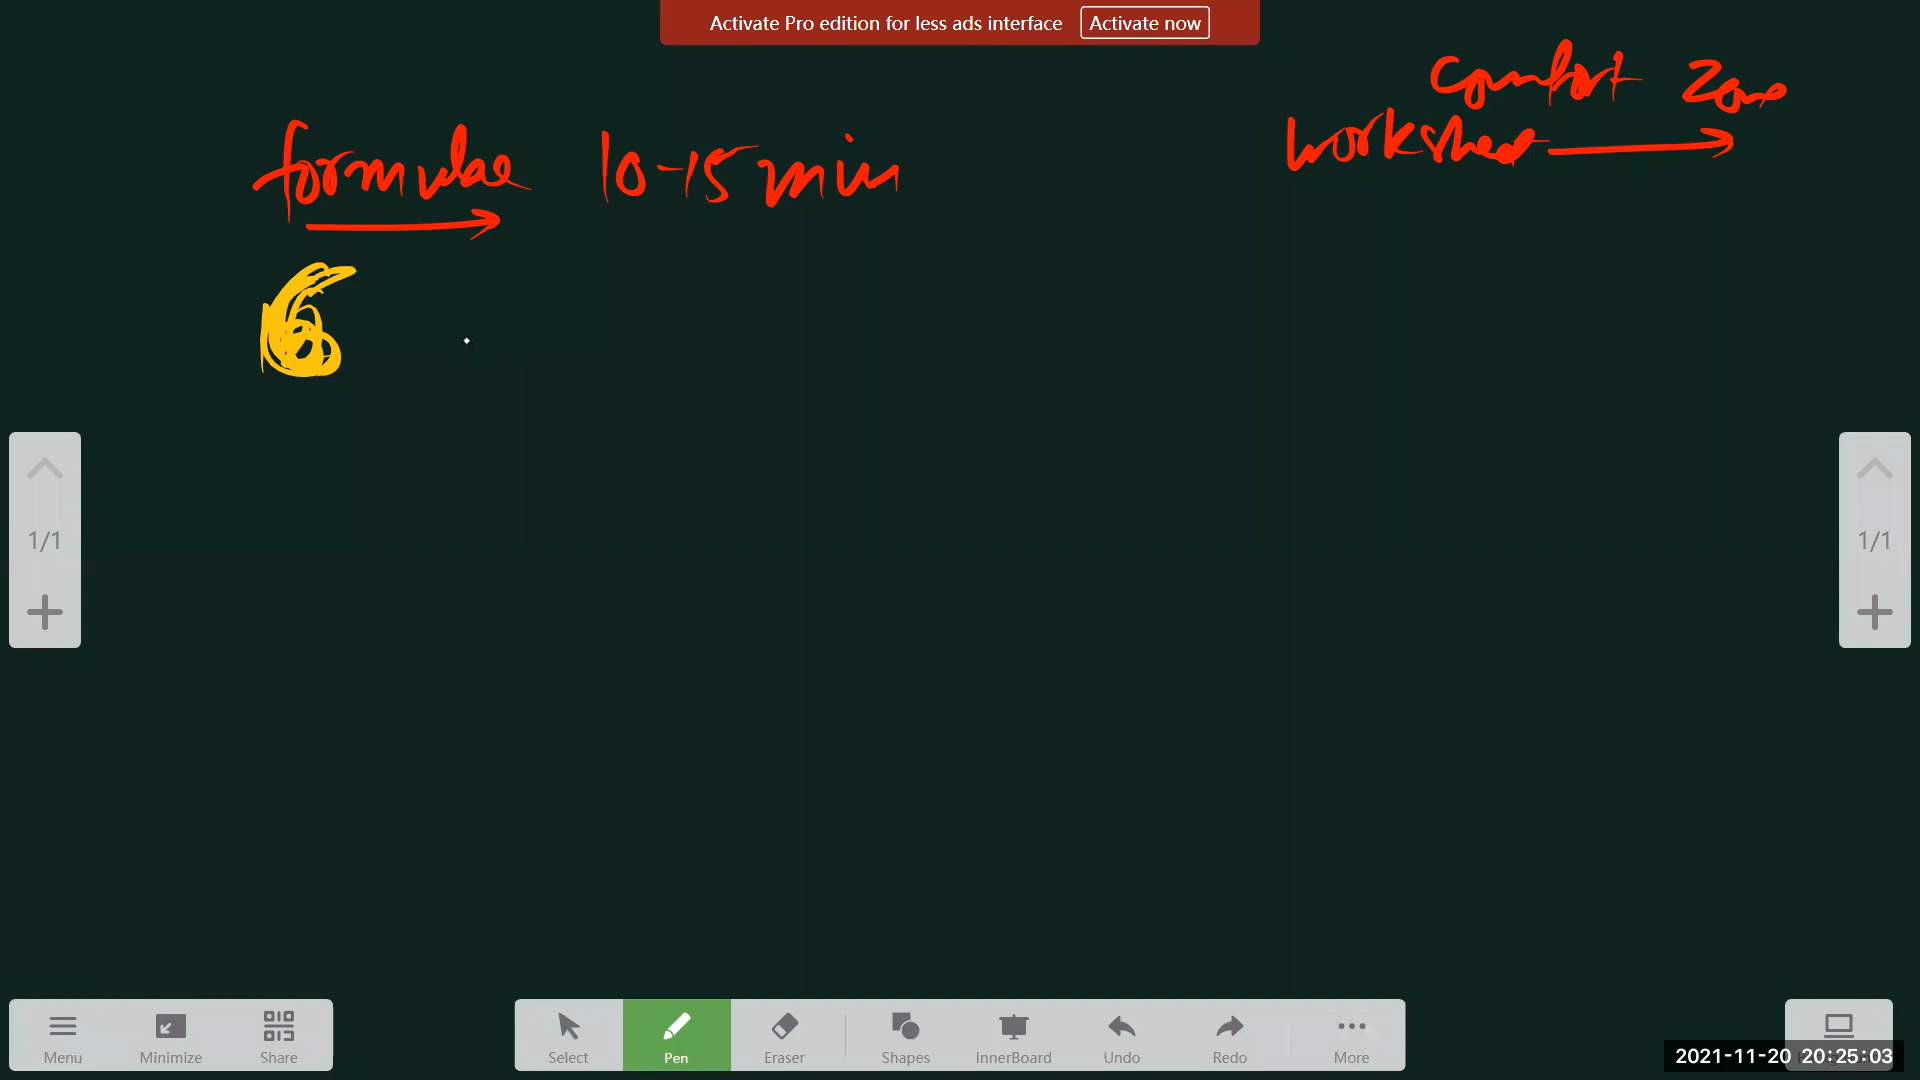 Activate Pro edition for less ads interface Activate now
Comfort Zone
Worksheet
formulae 10-15 min
6
1/1
1/1
Menu Minimize Share Select Pen Eraser Shapes InnerBoard Undo Redo More
2021-11-20 20:25:03